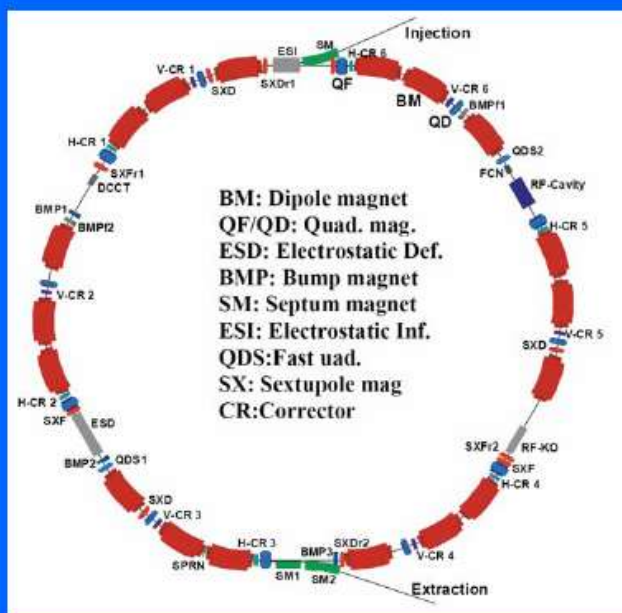 Injection
SM
ESI
H-CR 6
SXDr1
QF
V-CR 1
SXD
BM
V-CR 6
QD
BMPf1
H-CR 1
SXFr1
DCCT
QDS2
FCN
RF-Cavity
BMP1
BMPf2
H-CR 5
BM: Dipole magnet
QF/QD: Quad. mag.
ESD: Electrostatic Def.
BMP: Bump magnet
SM: Septum magnet
ESI: Electrostatic Inf.
QDS:Fast uad.
SX: Sextupole mag
CR:Corrector
V-CR 2
V-CR 5
SXD
H-CR 2
SXF
ESD
BMP2
QDS1
SXFr2
RF-KO
SXF
H-CR 4
SXD
V-CR 3
SPRN
H-CR 3
BMP3
SXDr2
V-CR 4
SM1
SM2
Extraction